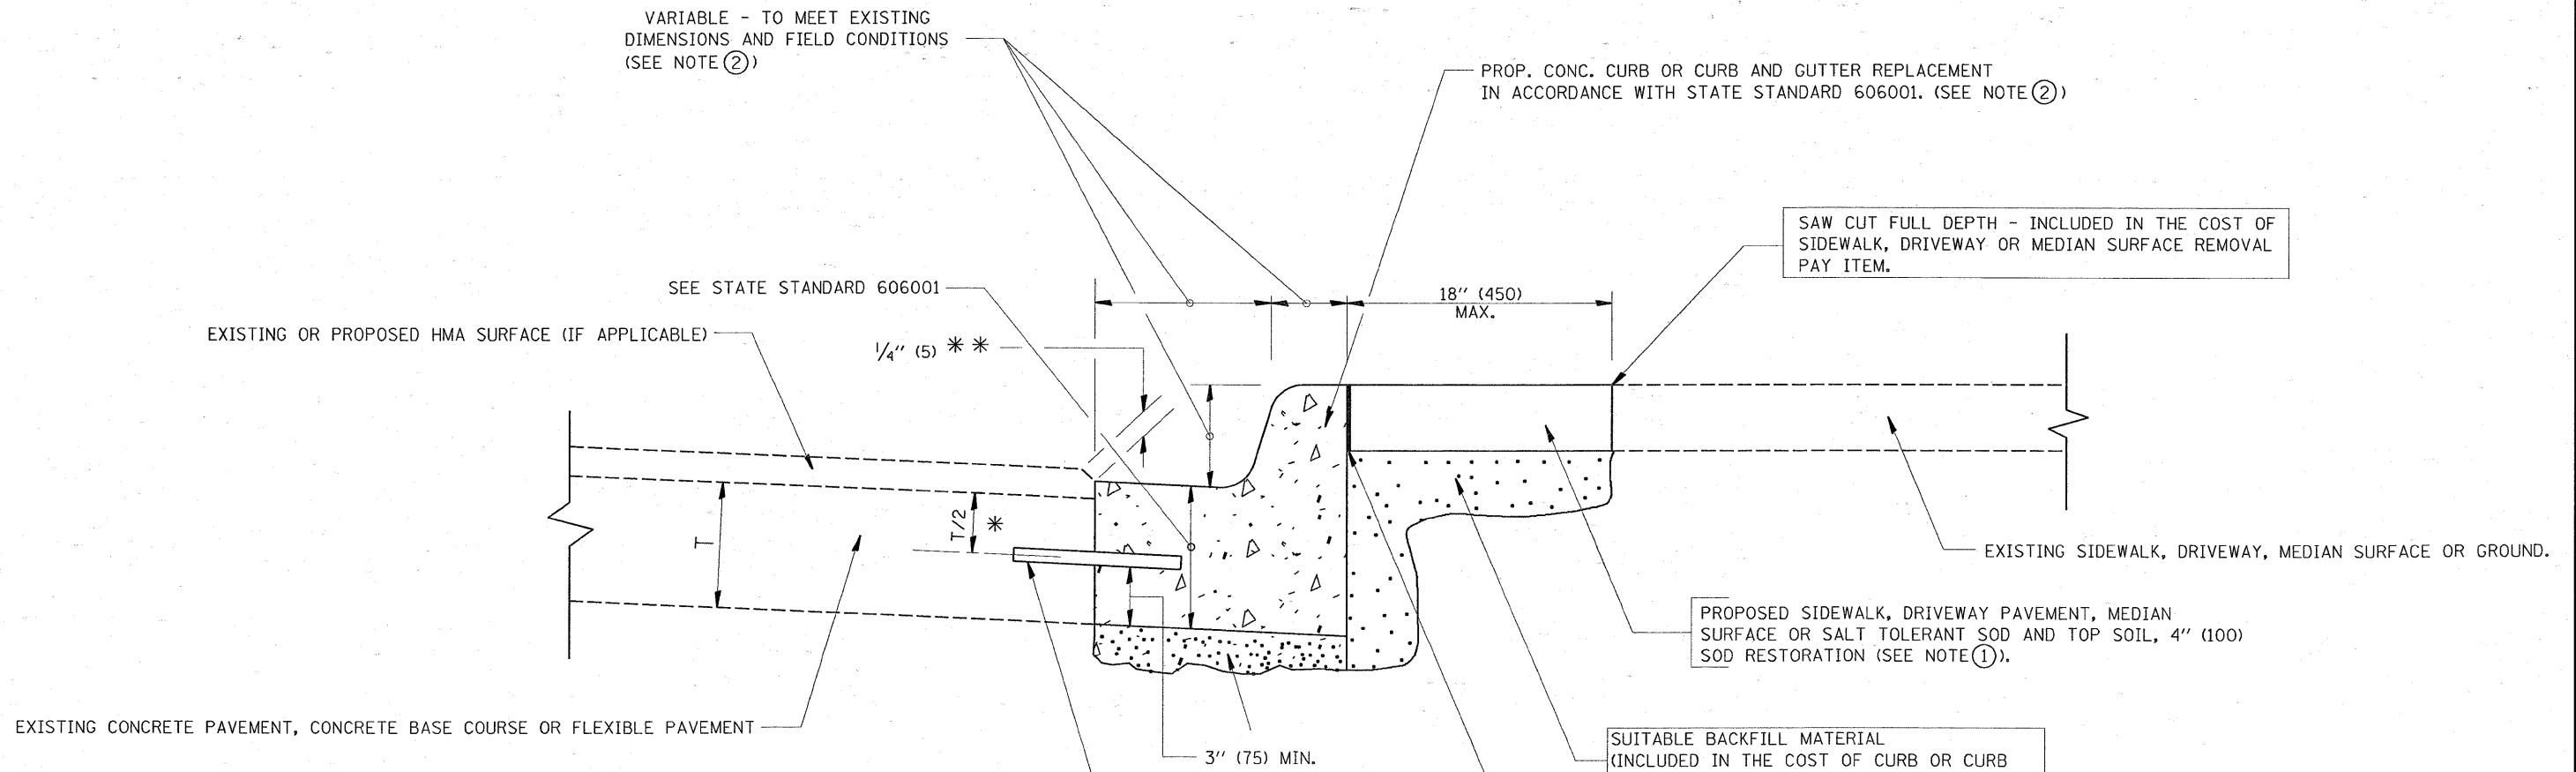 VARIABLE - TO MEET EXISTING
DIMENSIONS AND FIELD CONDITIONS
(SEE NOTE ②)
PROP. CONC. CURB OR CURB AND GUTTER REPLACEMENT
IN ACCORDANCE WITH STATE STANDARD 606001. (SEE NOTE ②)
SAW CUT FULL DEPTH - INCLUDED IN THE COST OF
SIDEWALK, DRIVEWAY OR MEDIAN SURFACE REMOVAL
PAY ITEM.
SEE STATE STANDARD 606001
18" (450)
MAX.
EXISTING OR PROPOSED HMA SURFACE (IF APPLICABLE)
1/4" (5) * *
T
T/2 *
EXISTING SIDEWALK, DRIVEWAY, MEDIAN SURFACE OR GROUND.
PROPOSED SIDEWALK, DRIVEWAY PAVEMENT, MEDIAN
SURFACE OR SALT TOLERANT SOD AND TOP SOIL, 4" (100)
SOD RESTORATION (SEE NOTE ①).
EXISTING CONCRETE PAVEMENT, CONCRETE BASE COURSE OR FLEXIBLE PAVEMENT
3" (75) MIN.
SUITABLE BACKFILL MATERIAL
(INCLUDED IN THE COST OF CURB OR CURB